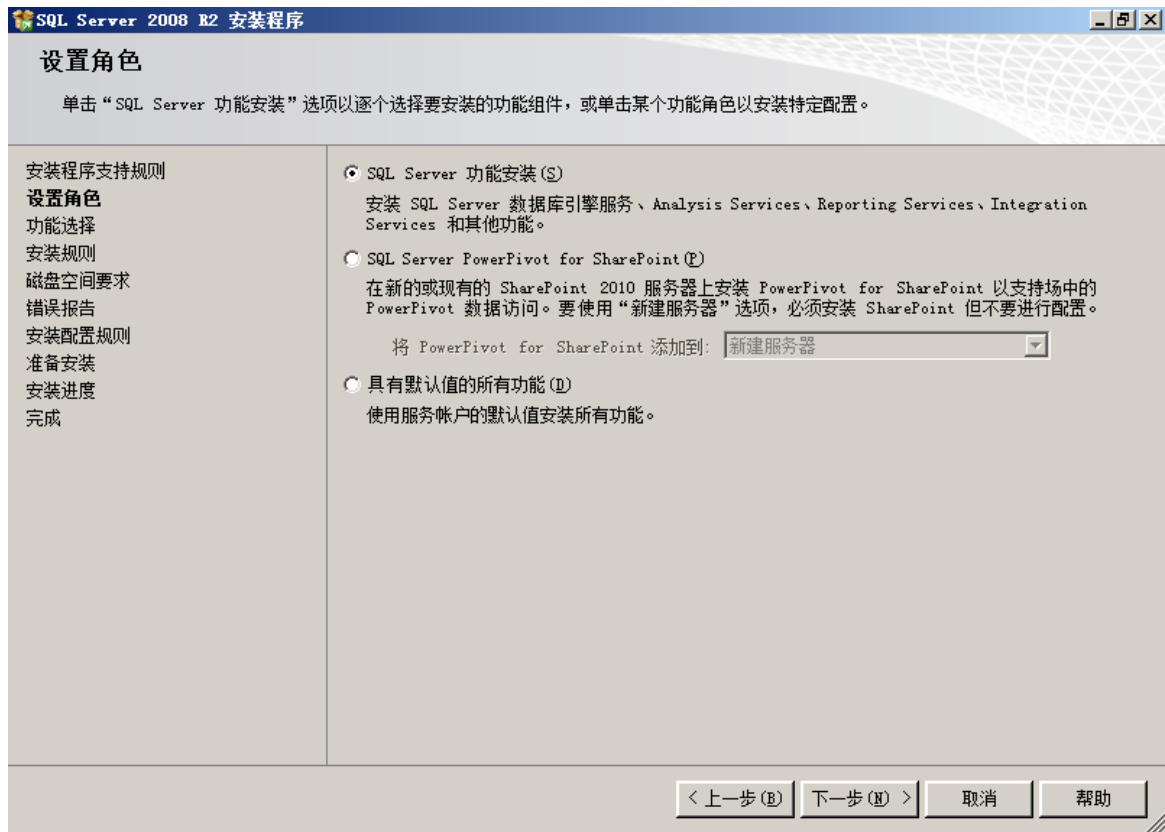 SQL Server 2008 R2 安装程序
设置角色
单击“SQL Server 功能安装”选项以逐个选择要安装的功能组件，或单击某个功能角色以安装特定配置。
安装程序支持规则
设置角色
功能选择
安装规则
磁盘空间要求
错误报告
安装配置规则
准备安装
安装进度
完成
SQL Server 功能安装(S)
安装 SQL Server 数据库引擎服务、Analysis Services、Reporting Services、Integration
Services 和其他功能。
SQL Server PowerPivot for SharePoint(P)
在新的或现有的 SharePoint 2010 服务器上安装 PowerPivot for SharePoint 以支持场中的
PowerPivot 数据访问。要使用“新建服务器”选项，必须安装 SharePoint 但不要进行配置。
将 PowerPivot for SharePoint 添加到: 新建服务器
具有默认值的所有功能(D)
使用服务帐户的默认值安装所有功能。
< 上一步(B) 下一步(N) > 取消 帮助